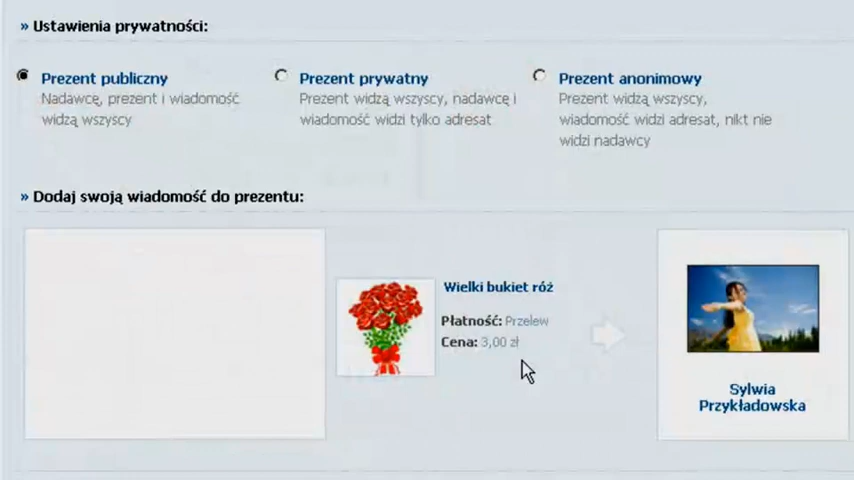 » Ustawienia prywatności:
Prezent publiczny
Nadawcę, prezent i wiadomość
widzą wszyscy
Prezent prywatny
Prezent widzą wszyscy, nadawcę i
wiadomość widzi tylko adresat
Prezent anonimowy
Prezent widzą wszyscy,
wiadomość widzi adresat, nikt nie
widzi nadawcy
» Dodaj swoją wiadomość do prezentu:
Wielki bukiet róż
Płatność: Przelew
Cena: 3,00 zł
Sylwia
Przykładowska